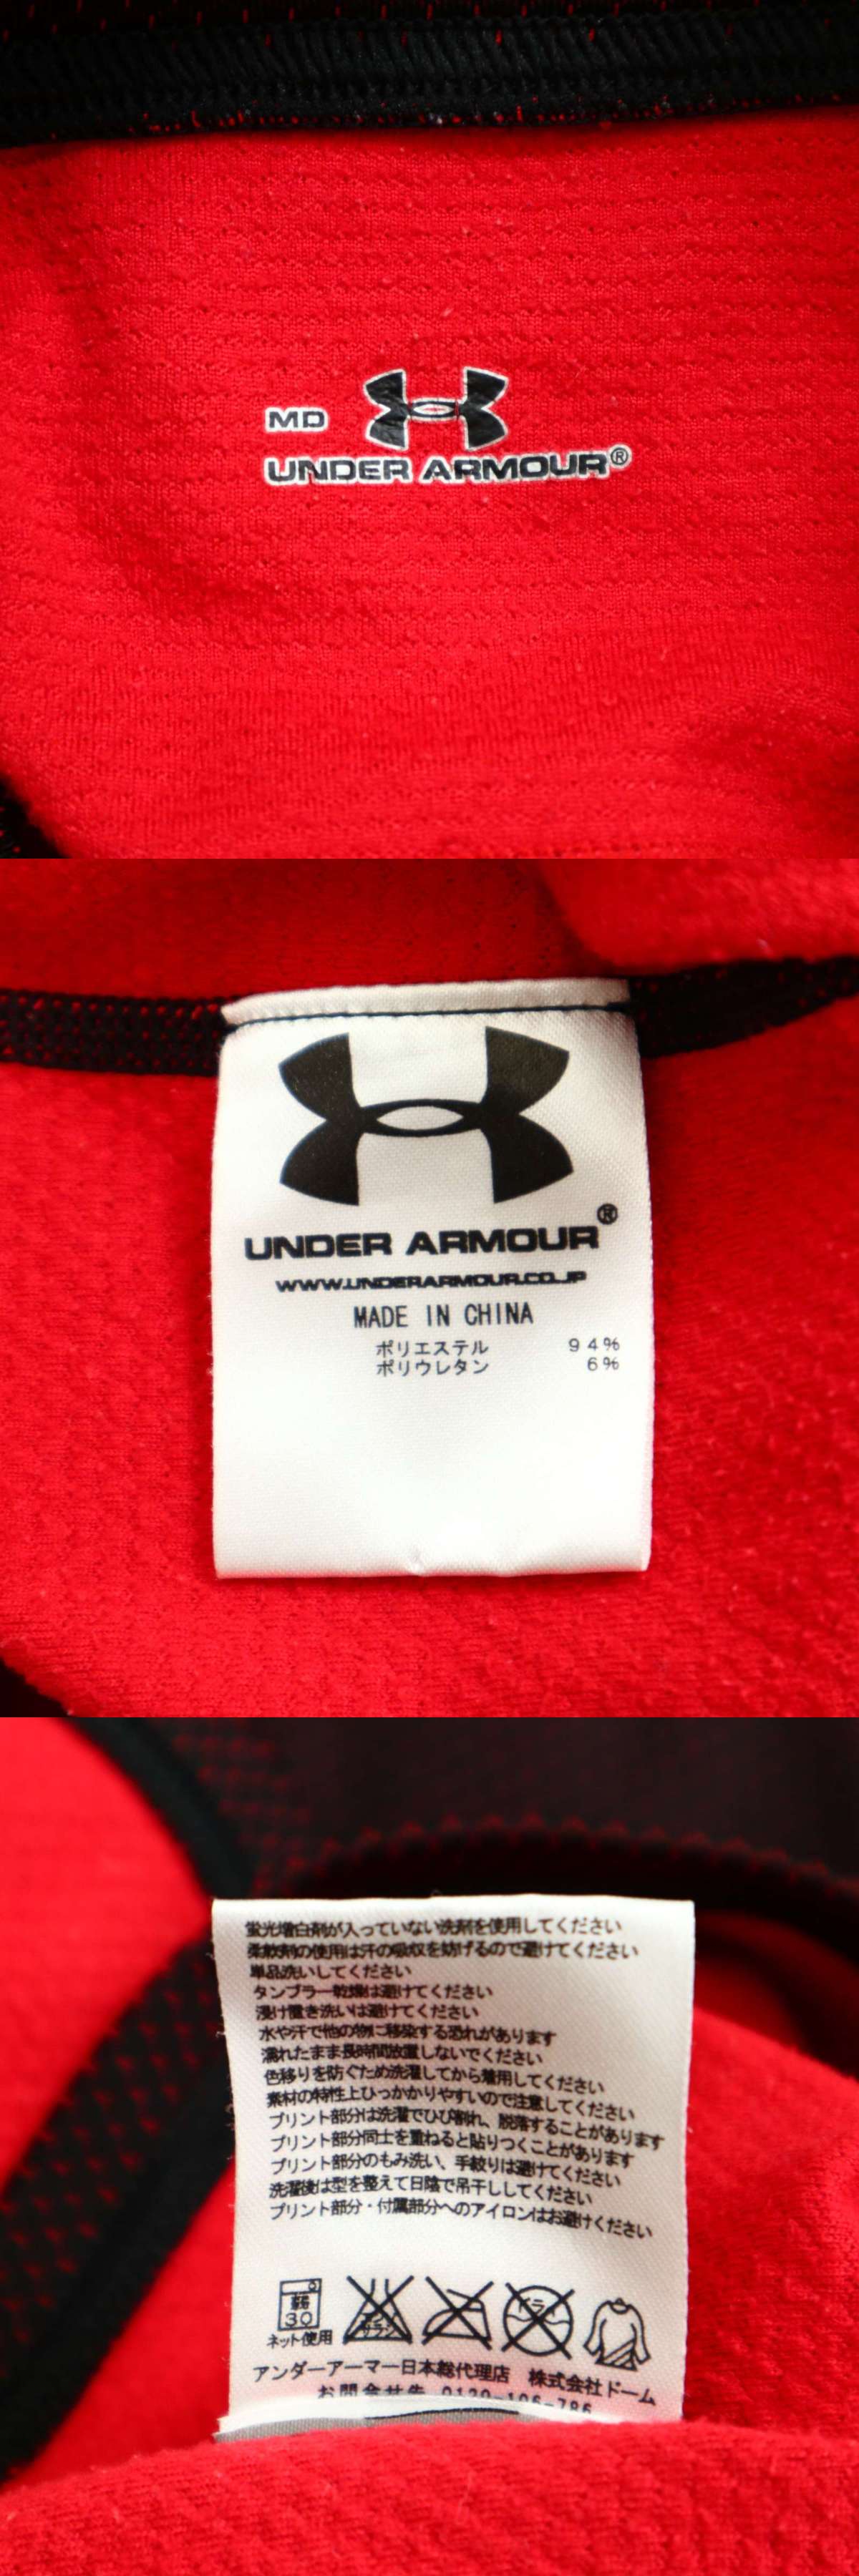 MD
UNDER ARMOUR®
UNDER ARMOUR®
WWW.UNDERARMOUR.CO.JP
MADE IN CHINA
ポリエステル 94%
ポリウレタン 6%
蛍光増白剤が入っていない洗剤を使用してください
柔軟剤の使用は汗の吸収を妨げるので避けてください
単品洗いしてください
タンブラー乾燥は避けてください
浸け置き洗いは避けてください
水や汗で他の物に移染する恐れがあります
濡れたまま長時間放置しないでください
色移りを防ぐため洗濯してから着用してください
素材の特性上ひっかかりやすいので注意してください
プリント部分は洗濯でひび割れ、脱落することがあります
プリント部分同士を重ねると貼りつくことがあります
プリント部分のもみ洗い、手絞りは避けてください
洗濯後は型を整えて日陰で吊干ししてください
プリント部分・付属部分へのアイロンはお避けください
弱 30 サラシ ドライ
ネット使用
アンダーアーマー日本総代理店 株式会社ドーム
お問合せ先 0120-106-786